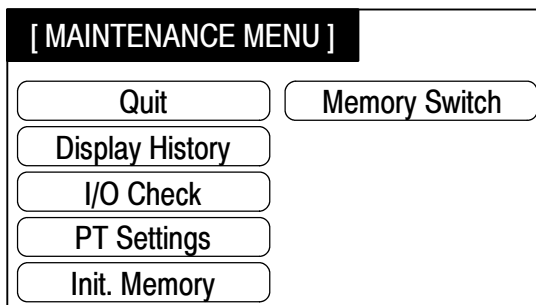 [ MAINTENANCE MENU ]
Quit
Memory Switch
Display History
I/O Check
PT Settings
Init. Memory